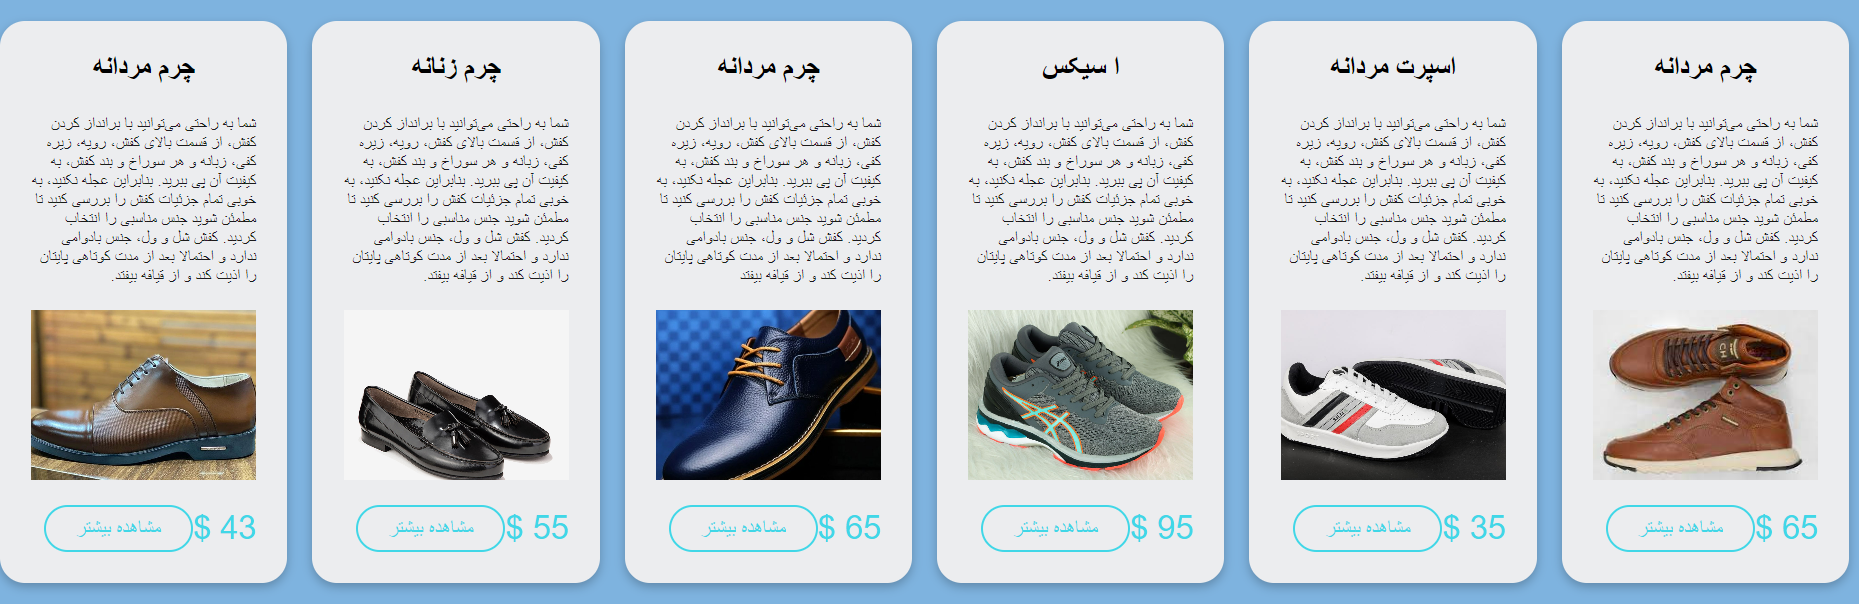 چرم مردانه
شما به راحتی می‌توانید با برانداز کردن
کفش، از قسمت بالای کفش، رویه، زیره
کفی، زبانه و هر سوراخ و بند کفش، به
کیفیت آن پی ببرید. بنابراین عجله نکنید، به
خوبی تمام جزئیات کفش را بررسی کنید تا
مطمئن شوید جنس مناسبی را انتخاب
کردید. کفش شل و ول، جنس بادوامی
ندارد و احتمالا بعد از مدت کوتاهی پایتان
را اذیت کند و از قیافه بیفتد.
65 $
مشاهده بیشتر
اسپرت مردانه
شما به راحتی می‌توانید با برانداز کردن
کفش، از قسمت بالای کفش، رویه، زیره
کفی، زبانه و هر سوراخ و بند کفش، به
کیفیت آن پی ببرید. بنابراین عجله نکنید، به
خوبی تمام جزئیات کفش را بررسی کنید تا
مطمئن شوید جنس مناسبی را انتخاب
کردید. کفش شل و ول، جنس بادوامی
ندارد و احتمالا بعد از مدت کوتاهی پایتان
را اذیت کند و از قیافه بیفتد.
35 $
مشاهده بیشتر
ا سیکس
شما به راحتی می‌توانید با برانداز کردن
کفش، از قسمت بالای کفش، رویه، زیره
کفی، زبانه و هر سوراخ و بند کفش، به
کیفیت آن پی ببرید. بنابراین عجله نکنید، به
خوبی تمام جزئیات کفش را بررسی کنید تا
مطمئن شوید جنس مناسبی را انتخاب
کردید. کفش شل و ول، جنس بادوامی
ندارد و احتمالا بعد از مدت کوتاهی پایتان
را اذیت کند و از قیافه بیفتد.
95 $
مشاهده بیشتر
چرم مردانه
شما به راحتی می‌توانید با برانداز کردن
کفش، از قسمت بالای کفش، رویه، زیره
کفی، زبانه و هر سوراخ و بند کفش، به
کیفیت آن پی ببرید. بنابراین عجله نکنید، به
خوبی تمام جزئیات کفش را بررسی کنید تا
مطمئن شوید جنس مناسبی را انتخاب
کردید. کفش شل و ول، جنس بادوامی
ندارد و احتمالا بعد از مدت کوتاهی پایتان
را اذیت کند و از قیافه بیفتد
65 $
مشاهده بیشتر
چرم زنانه
شما به راحتی می‌توانید با برانداز کردن
کفش، از قسمت بالای کفش، رویه، زیره
کفی، زبانه و هر سوراخ و بند کفش، به
کیفیت آن پی ببرید. بنابراین عجله نکنید، به
خوبی تمام جزئیات کفش را بررسی کنید تا
مطمئن شوید جنس مناسبی را انتخاب
کردید. کفش شل و ول، جنس بادوامی
ندارد و احتمالا بعد از مدت کوتاهی پایتان
را اذیت کند و از قیافه بیفتد.
55 $
مشاهده بیشتر
چرم مردانه
شما به راحتی می‌توانید با برانداز کردن
کفش، از قسمت بالای کفش، رویه، زیره
کفی، زبانه و هر سوراخ و بند کفش، به
کیفیت آن پی ببرید. بنابراین عجله نکنید، به
خوبی تمام جزئیات کفش را بررسی کنید تا
مطمئن شوید جنس مناسبی را انتخاب
کردید. کفش شل و ول، جنس بادوامی
ندارد و احتمالا بعد از مدت کوتاهی پایتان
را اذیت کند و از قیافه بیفتد.
43 $
مشاهده بیشتر